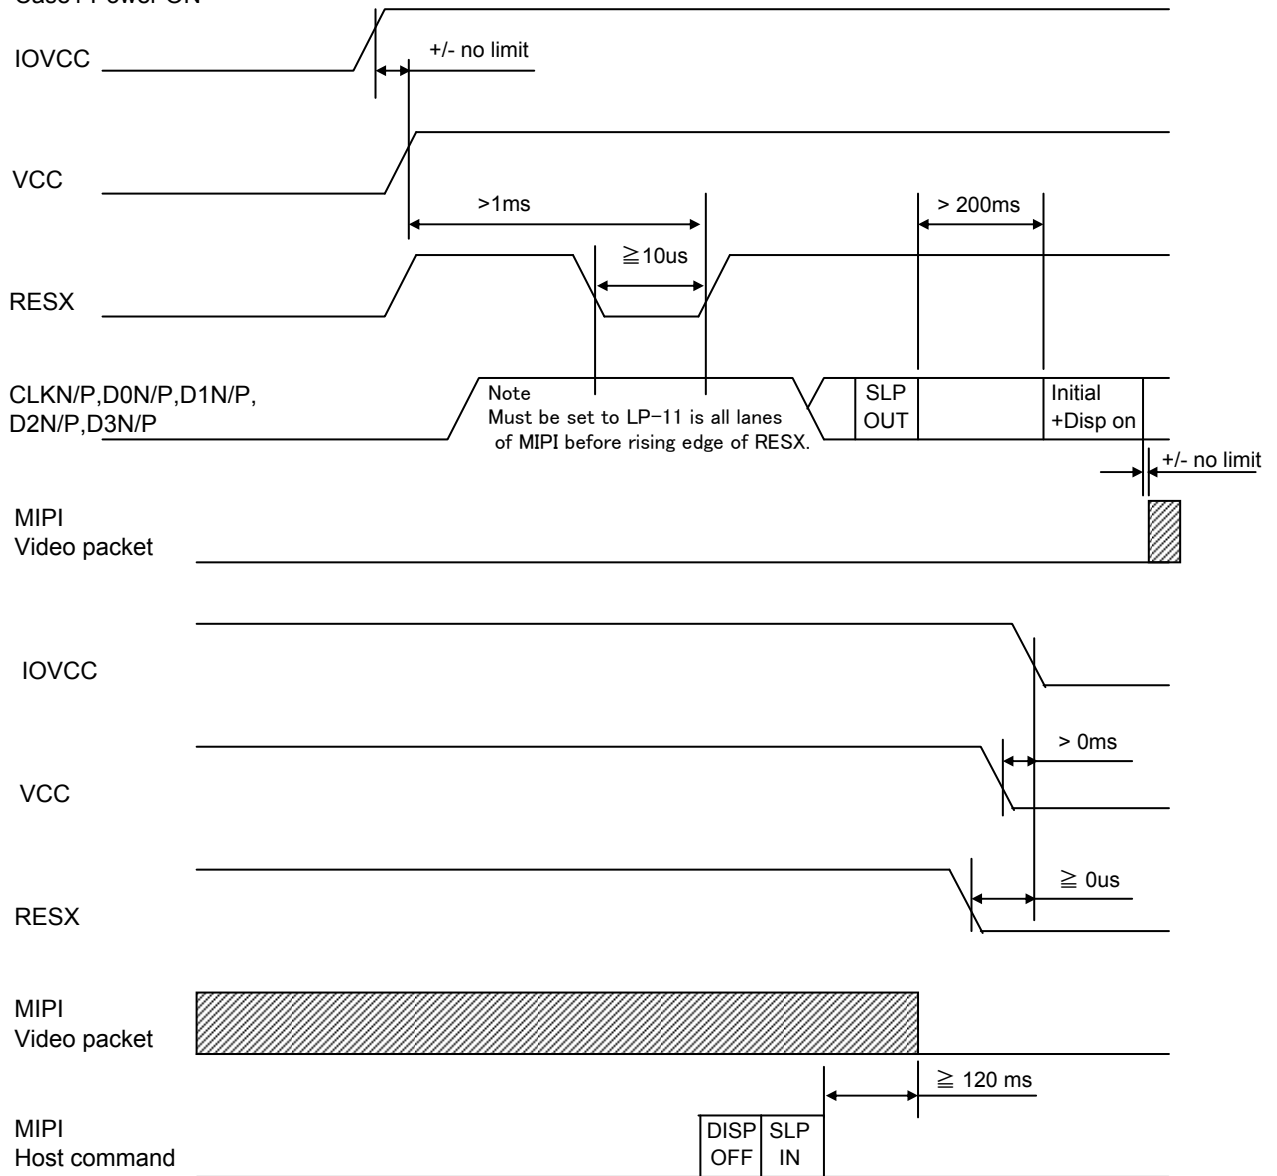 IOVCC
+/- no limit
VCC
>1ms
> 200ms
≧10us
RESX
CLKN/P,D0N/P,D1N/P,
D2N/P,D3N/P
Note
Must be set to LP-11 is all lanes
of MIPI before rising edge of RESX.
SLP
OUT
Initial
+Disp on
+/- no limit
MIPI
Video packet
IOVCC
> 0ms
VCC
≧ 0us
RESX
MIPI
Video packet
≧ 120 ms
MIPI
Host command
DISP
OFF
SLP
IN